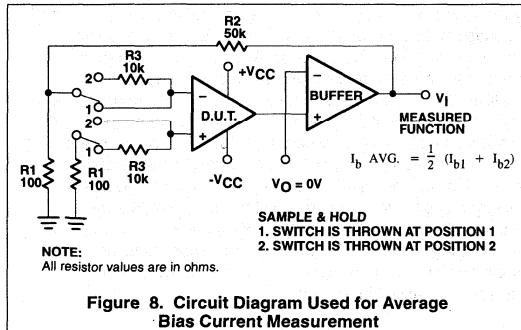 R2
50k
R3
10k
2
1
+VCC
−
D.U.T.
+
−
BUFFER
+
VI
MEASURED
FUNCTION
2
1
R3
10k
R1
100
R1
100
-VCC
VO = 0V
Ib AVG. = 1/2 (Ib1 + Ib2)
SAMPLE & HOLD
1. SWITCH IS THROWN AT POSITION 1
2. SWITCH IS THROWN AT POSITION 2
NOTE:
All resistor values are in ohms.
Figure 8. Circuit Diagram Used for Average
Bias Current Measurement